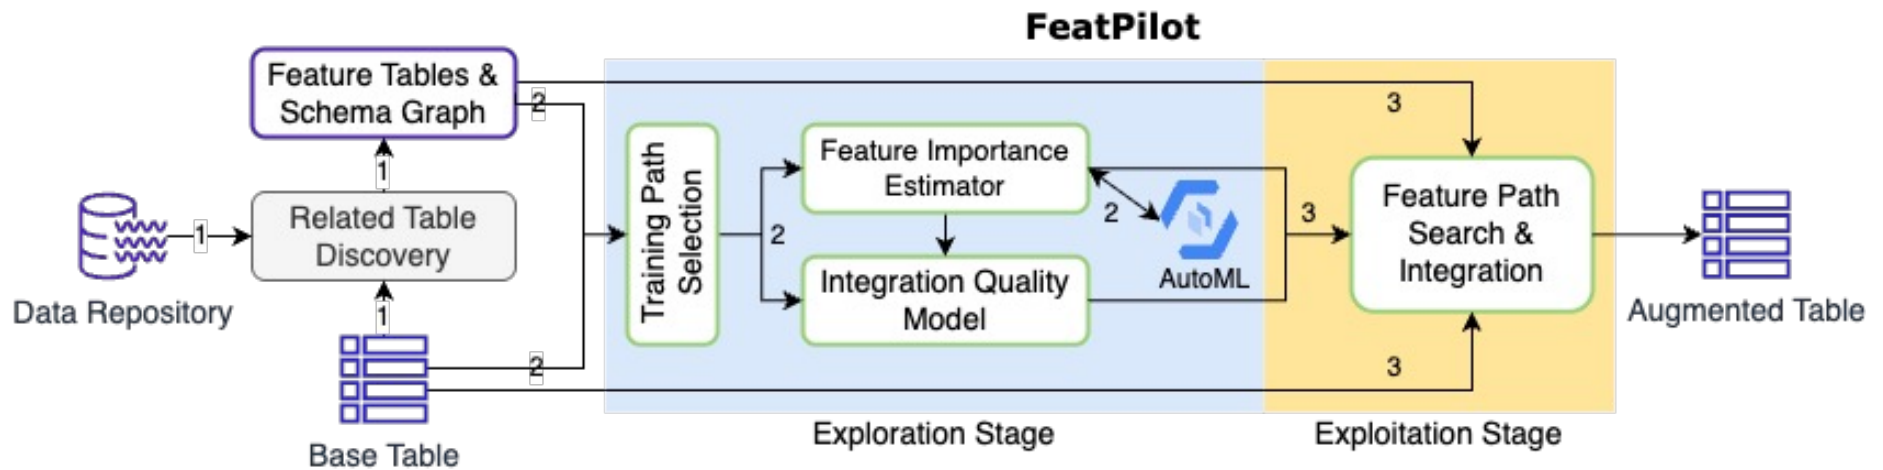 FeatPilot
Feature Tables &
Schema Graph
2
3
1
Training Path
Selection
Feature Importance
Estimator
2
2
AutoML
3
Feature Path
Search &
Integration
1
Related Table
Discovery
Data Repository
1
Integration Quality
Model
Augmented Table
2
3
Base Table
Exploration Stage
Exploitation Stage